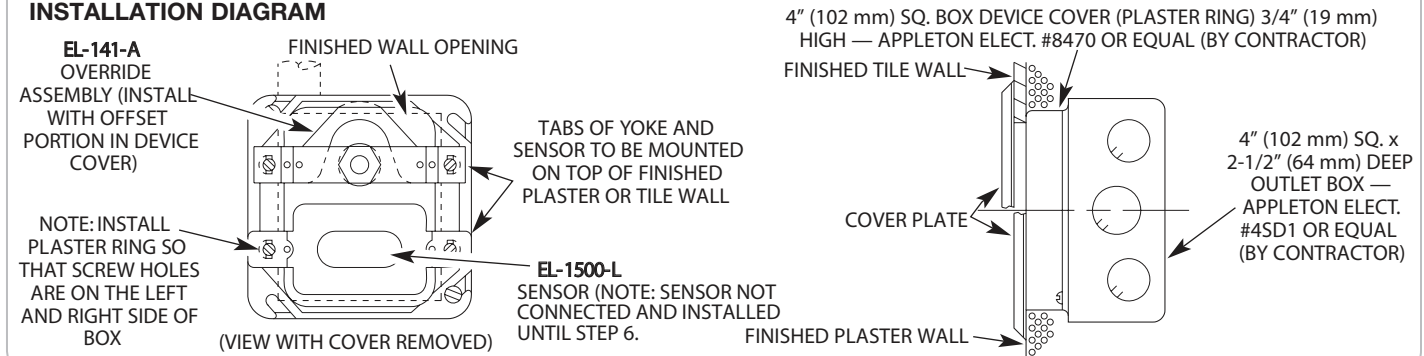 INSTALLATION DIAGRAM
EL-141-A
OVERRIDE
ASSEMBLY (INSTALL
WITH OFFSET
PORTION IN DEVICE
COVER)
FINISHED WALL OPENING
TABS OF YOKE AND
SENSOR TO BE MOUNTED
ON TOP OF FINISHED
PLASTER OR TILE WALL
NOTE: INSTALL
PLASTER RING SO
THAT SCREW HOLES
ARE ON THE LEFT
AND RIGHT SIDE OF
BOX
(VIEW WITH COVER REMOVED)
EL-1500-L
SENSOR (NOTE: SENSOR NOT
CONNECTED AND INSTALLED
UNTIL STEP 6.
4” (102 mm) SQ. BOX DEVICE COVER (PLASTER RING) 3/4” (19 mm)
HIGH — APPLETON ELECT. #8470 OR EQUAL (BY CONTRACTOR)
FINISHED TILE WALL
COVER PLATE
FINISHED PLASTER WALL
4” (102 mm) SQ. x
2-1/2” (64 mm) DEEP
OUTLET BOX —
APPLETON ELECT.
#4SD1 OR EQUAL
(BY CONTRACTOR)